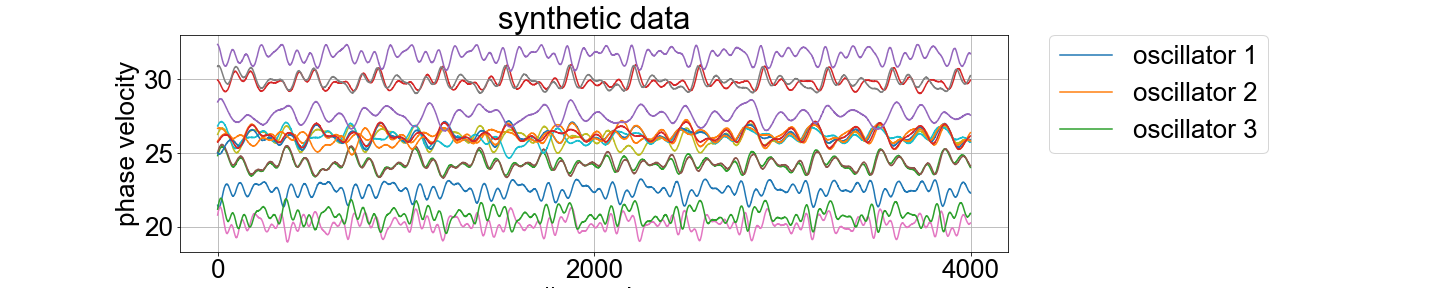 synthetic data
phase velocity
30
25
20
0
2000
4000
oscillator 1
oscillator 2
oscillator 3